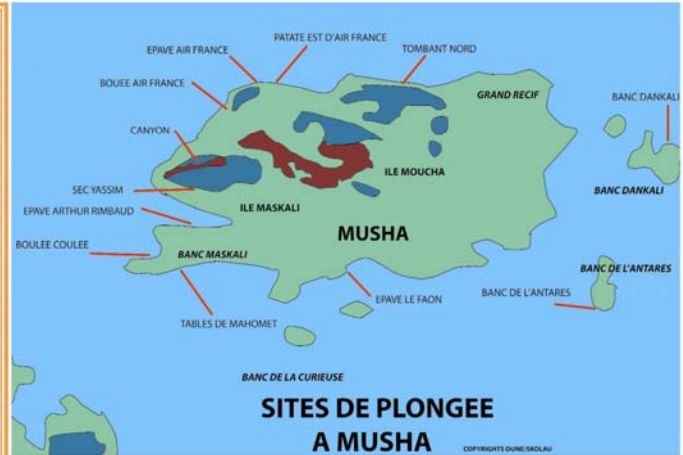 PATATE EST D'AIR FRANCE
EPAVE AIR FRANCE
TOMBANT NORD
BOUEE AIR FRANCE
GRAND RECIF
BANC DANKALI
CANYON
ILE MOUCHA
SEC YASSIM
BANC DANKALI
ILE MASKALI
EPAVE ARTHUR RIMBAUD
MUSHA
BOULEE COULEE
BANC MASKALI
BANC DE L'ANTARES
BANC DE L'ANTARES
EPAVE LE FAON
TABLES DE MAHOMET
BANC DE LA CURIEUSE
SITES DE PLONGEE
A MUSHA
COPYRIGHTS DUNE/SKOLAU